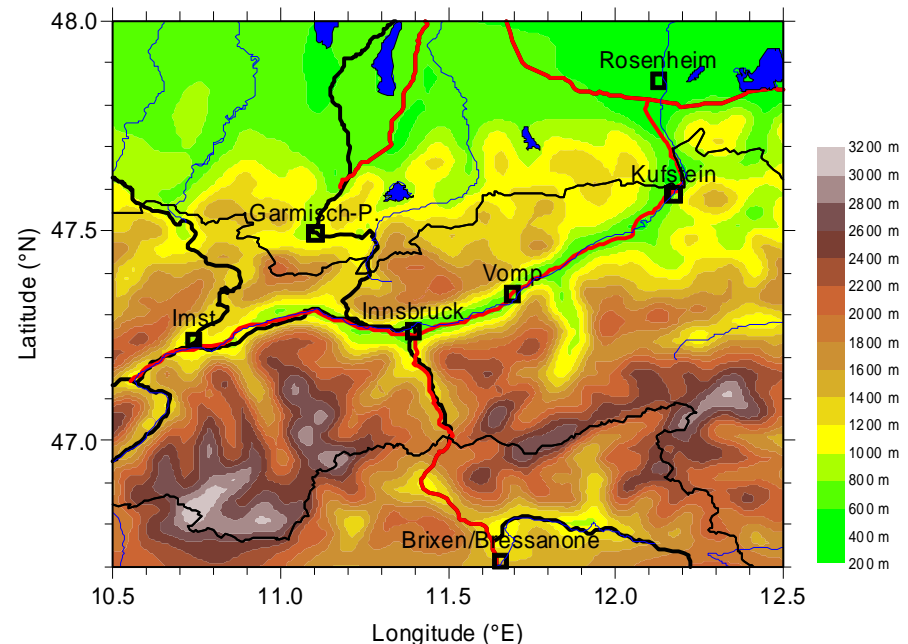 48.0
Rosenheim
3200 m
3000 m
Kufstein
2800 m
Garmisch-P.
2600 m
47.5
2400 m
Latitude (°N)
Vomp
2200 m
Imst
Innsbruck
2000 m
1800 m
1600 m
1400 m
47.0
1200 m
1000 m
800 m
600 m
Brixen/Bressanone
400 m
200 m
10.5
11.0
11.5
12.0
12.5
Longitude (°E)